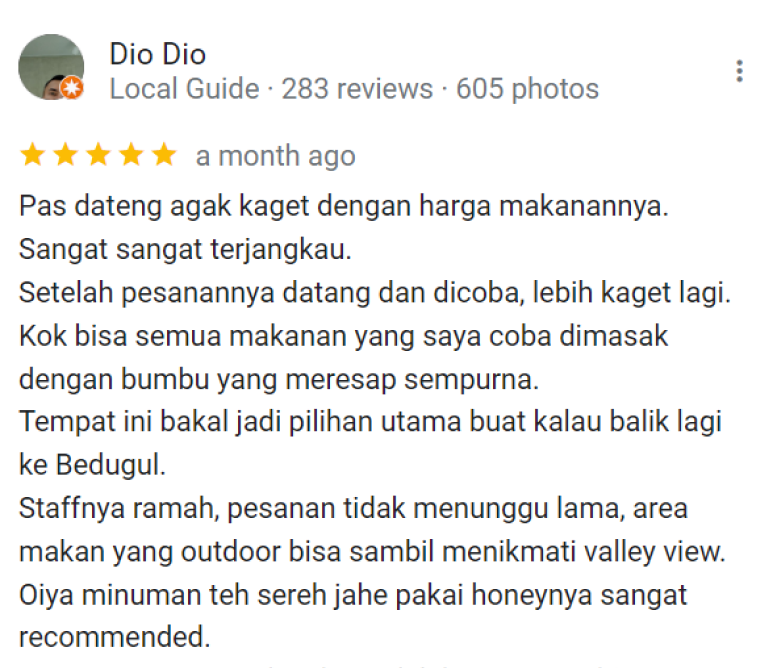 Dio Dio
Local Guide · 283 reviews · 605 photos
a month ago
Pas dateng agak kaget dengan harga makanannya.
Sangat sangat terjangkau.
Setelah pesanannya datang dan dicoba, lebih kaget lagi.
Kok bisa semua makanan yang saya coba dimasak
dengan bumbu yang meresap sempurna.
Tempat ini bakal jadi pilihan utama buat kalau balik lagi
ke Bedugul.
Staffnya ramah, pesanan tidak menunggu lama, area
makan yang outdoor bisa sambil menikmati valley view.
Oiya minuman teh sereh jahe pakai honeynya sangat
recommended.